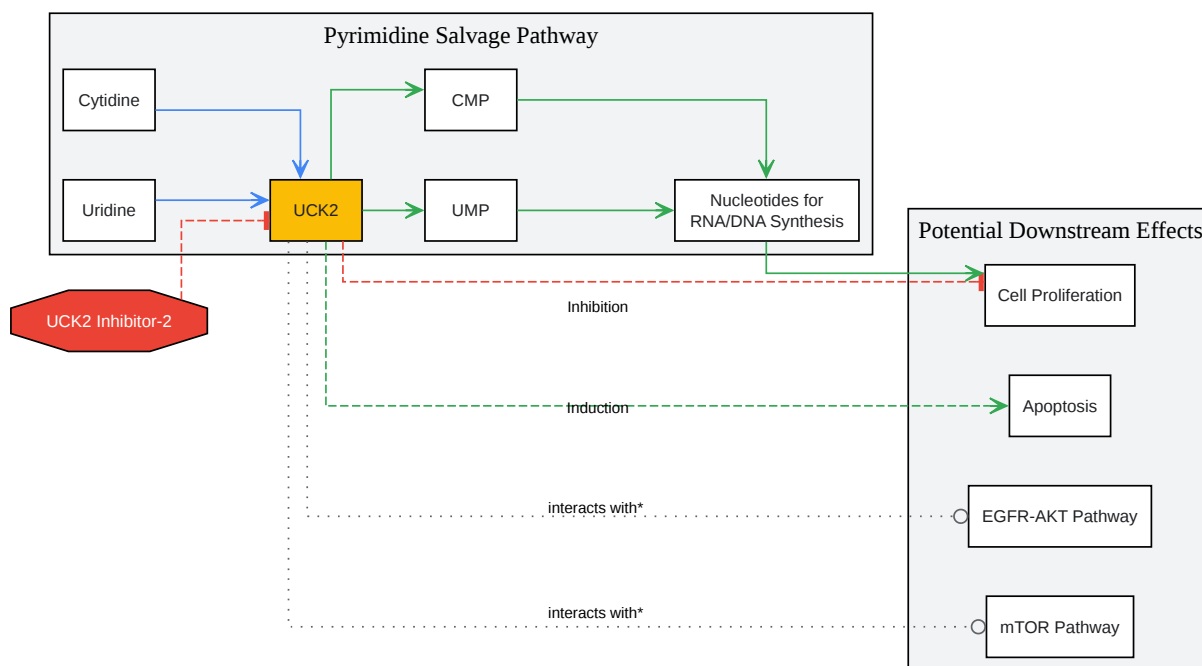 Pyrimidine Salvage Pathway
Cytidine
CMP
Uridine
UCK2
UMP
Nucleotides for
RNA/DNA Synthesis
Potential Downstream Effects
UCK2 Inhibitor-2
Inhibition
Cell Proliferation
Induction
Apoptosis
interacts with*
EGFR-AKT Pathway
interacts with*
mTOR Pathway